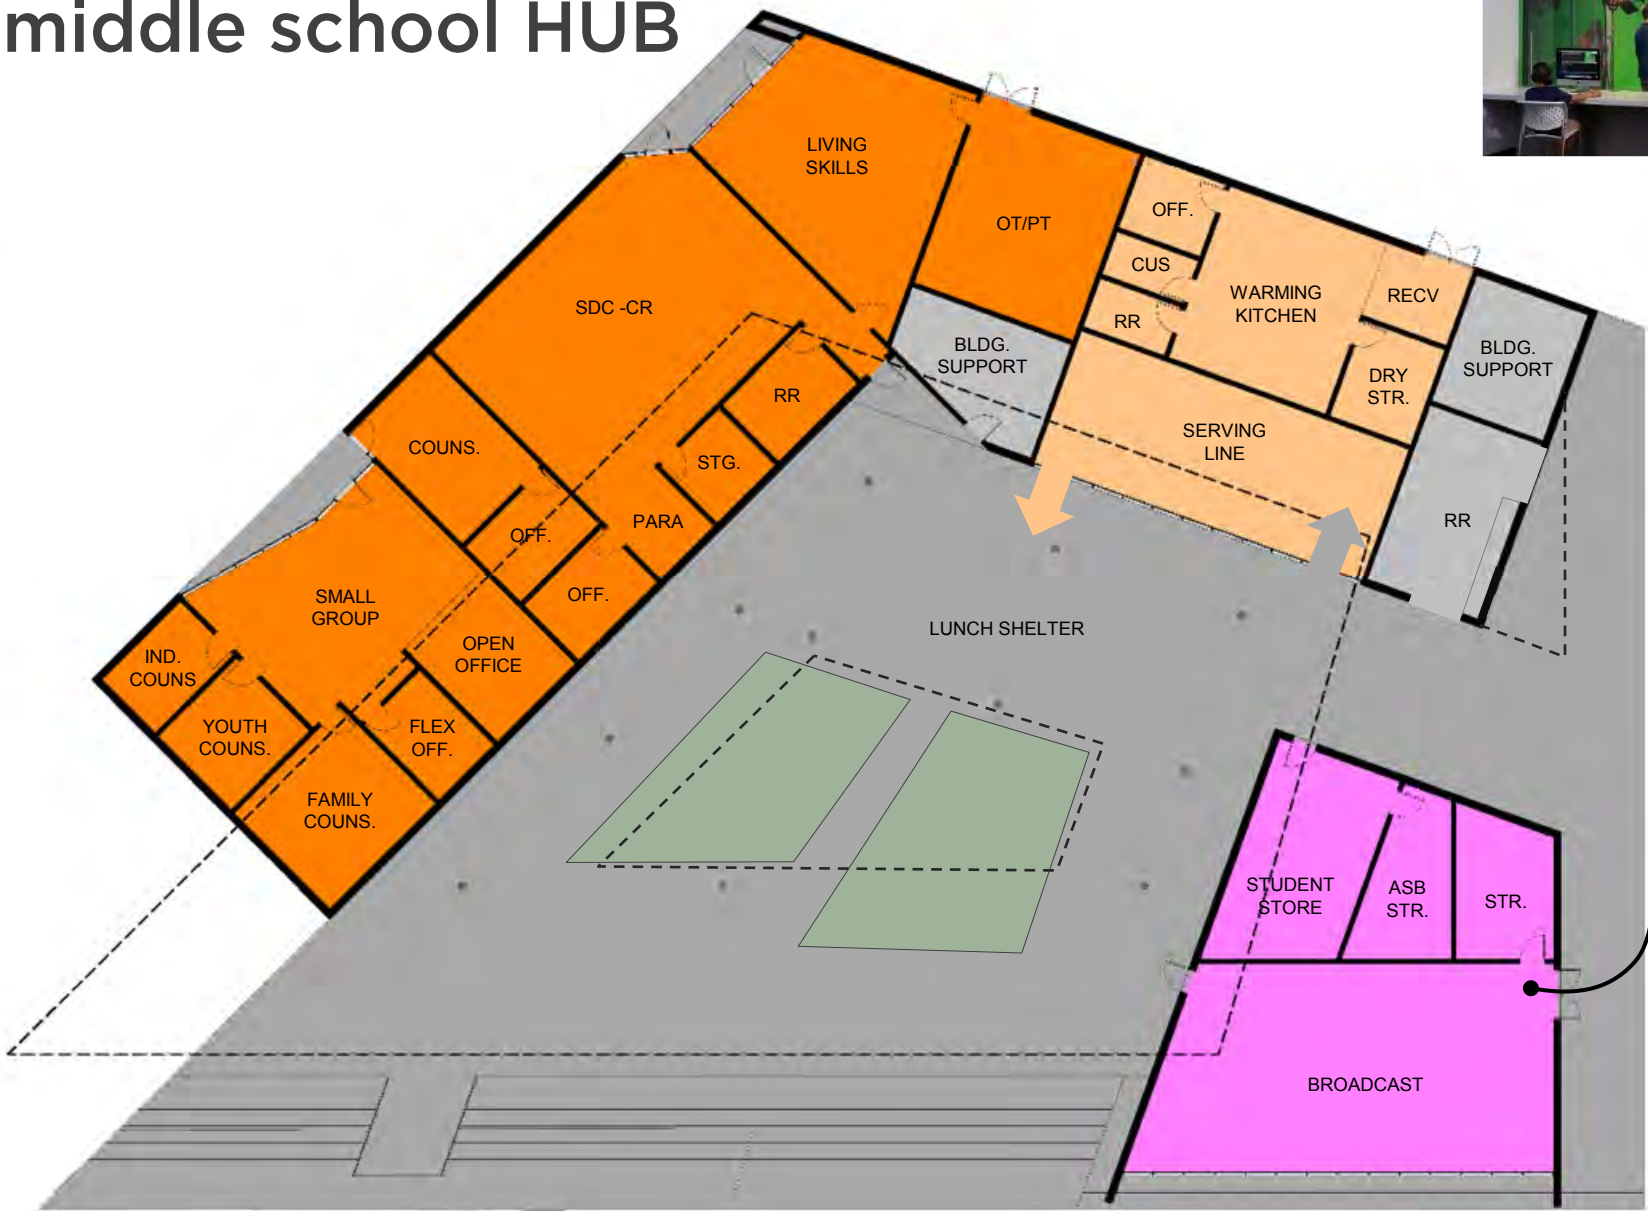 middle school HUB
LIVING
SKILLS
OT/PT
OFF.
CUS
RR
WARMING
KITCHEN
RECV
DRY
STR.
BLDG.
SUPPORT
SDC -CR
BLDG.
SUPPORT
RR
STG.
COUNS.
OFF.
PARA
OFF.
SERVING
LINE
RR
SMALL
GROUP
OPEN
OFFICE
IND.
COUNS
YOUTH
COUNS.
FLEX
OFF.
FAMILY
COUNS.
LUNCH SHELTER
STUDENT
STORE
ASB
STR.
STR.
BROADCAST